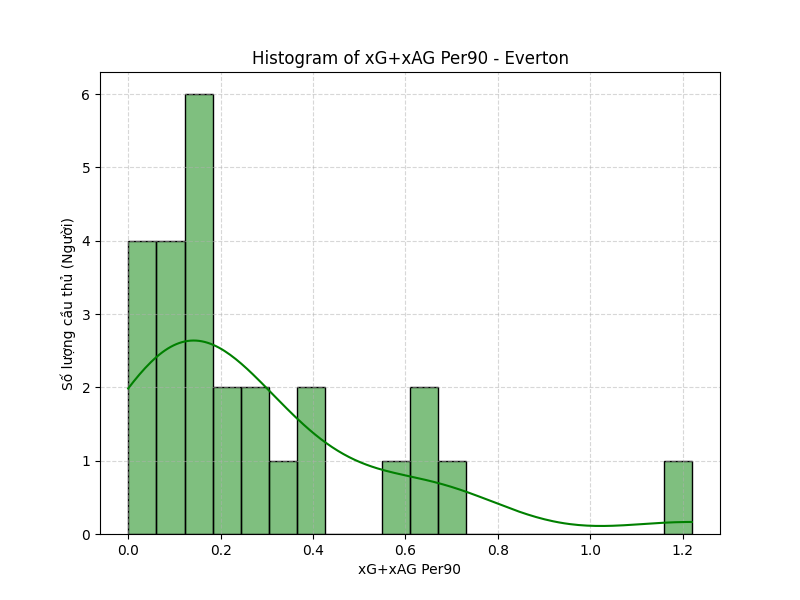 Histogram of xG+xAG Per90 - Everton
Số lượng cầu thủ (Người)
6
5
4
3
2
1
0
0.0 0.2 0.4 0.6 0.8 1.0 1.2
xG+xAG Per90